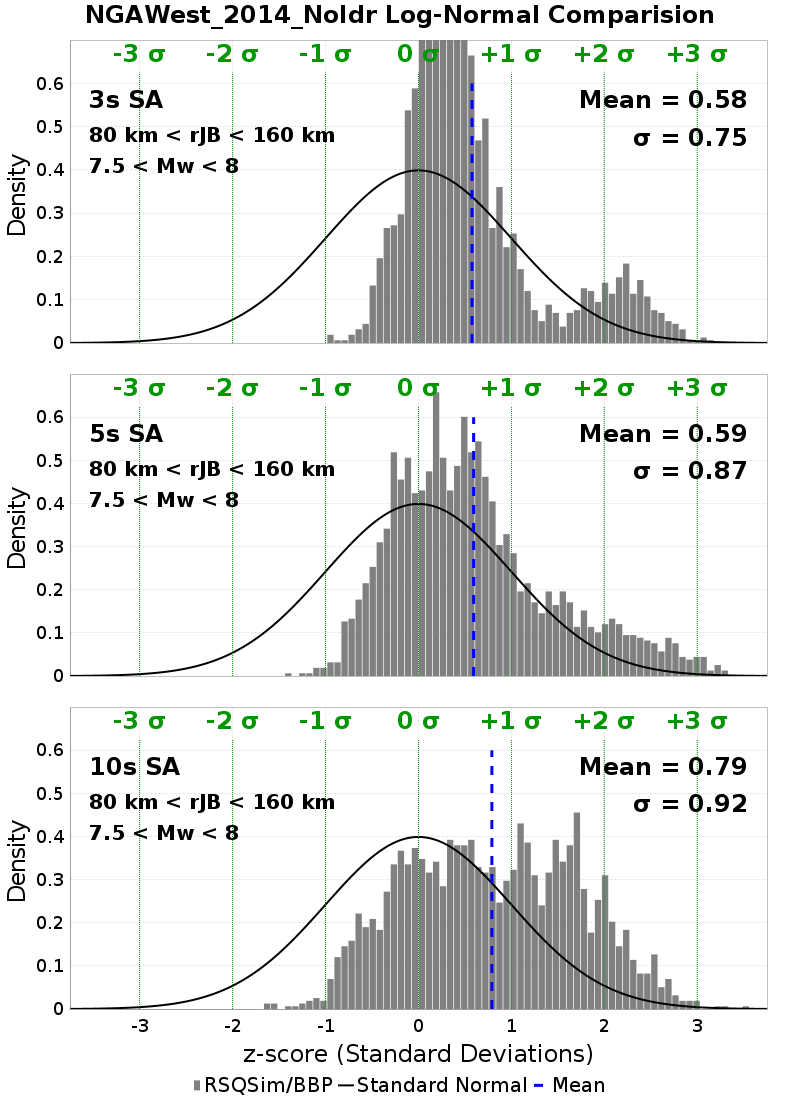 NGAWest_2014_NoIdr Log-Normal Comparision
-3 σ -2 σ -1 σ 0 σ +1 σ +2 σ +3 σ
0.6
3s SA Mean = 0.58
0.5
80 km < rJB < 160 km σ = 0.75
7.5 < Mw < 8
0.4
0.3
0.2
0.1
0
Density
-3 σ -2 σ -1 σ 0 σ +1 σ +2 σ +3 σ
0.6
5s SA Mean = 0.59
0.5
80 km < rJB < 160 km σ = 0.87
7.5 < Mw < 8
0.4
0.3
0.2
0.1
0
Density
-3 σ -2 σ -1 σ 0 σ +1 σ +2 σ +3 σ
0.6
10s SA Mean = 0.79
0.5
80 km < rJB < 160 km σ = 0.92
7.5 < Mw < 8
0.4
0.3
0.2
0.1
0
Density
-3 -2 -1 0 1 2 3
z-score (Standard Deviations)
RSQSim/BBP Standard Normal Mean